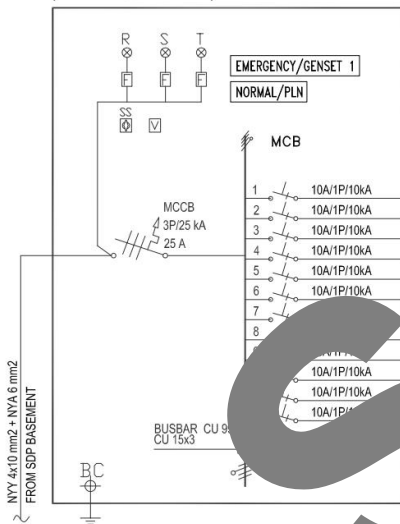 R S T
EMERGENCY/GENSET 1
F F F
NORMAL/PLN
SS
V
MCB
1 10A/1P/10kA
2 10A/1P/10kA
MCCB
3P/25 kA
25 A
3 10A/1P/10kA
4 10A/1P/10kA
5 10A/1P/10kA
6 10A/1P/10kA
7
8
10A/1P/10kA
10A/1P/10kA
10A/1P/10kA
BUSBAR CU
CU 15x3
BC
NYY 4x10 mm2 + NYA 6 mm2
FROM SDP BASEMENT